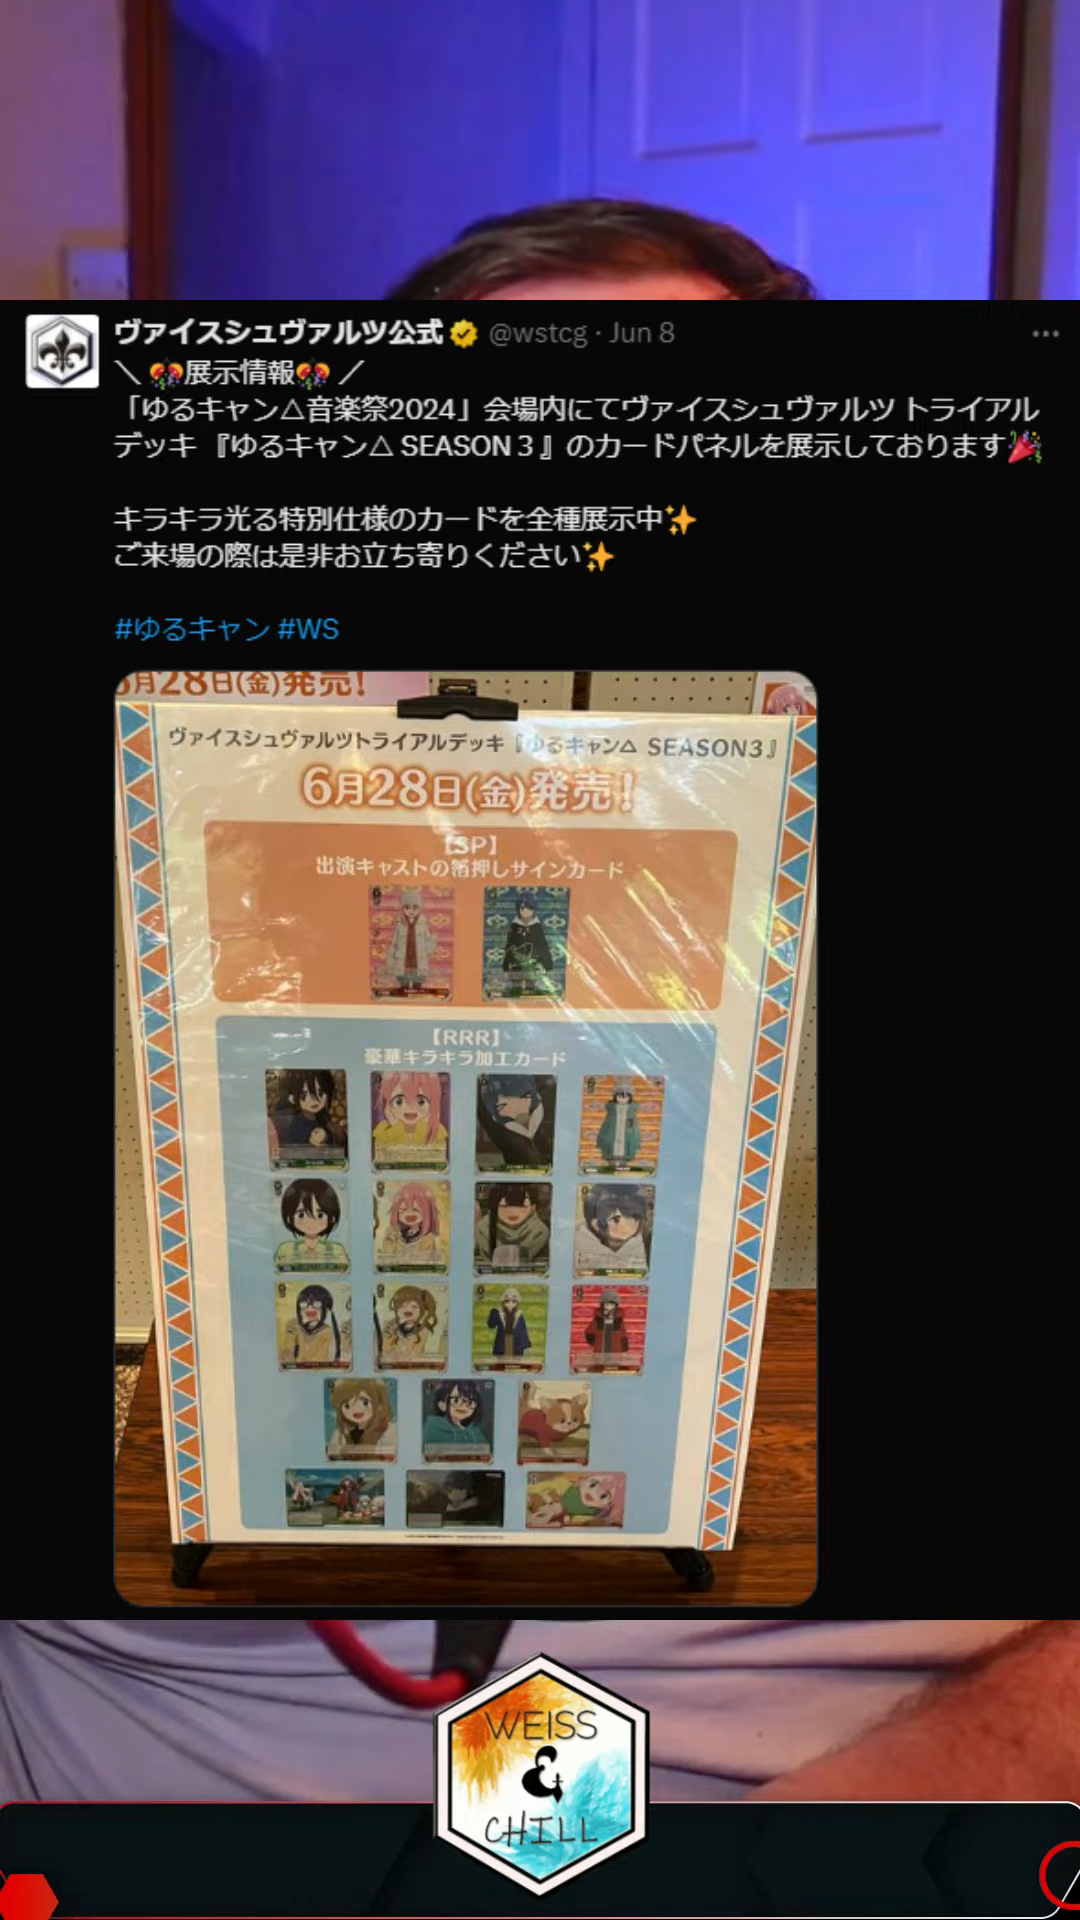 ヴァイスシュヴァルツ公式 @wstcg · Jun 8
＼ 🎊展示情報🎊 ／
「ゆるキャン△音楽祭2024」会場内にてヴァイスシュヴァルツ トライアル
デッキ 『ゆるキャン△ SEASON３』のカードパネルを展示しております🎉
キラキラ光る特別仕様のカードを全種展示中✨
ご来場の際は是非お立ち寄りください✨
#ゆるキャン #WS
月28日(金)発売!
ヴァイスシュヴァルツトライアルデッキ『ゆるキャン△ SEASON3』
6月28日(金)発売!
【SP】
出演キャストの箔押しサインカード
【RRR】
豪華キラキラ加工カード
WEISS
&
CHILL